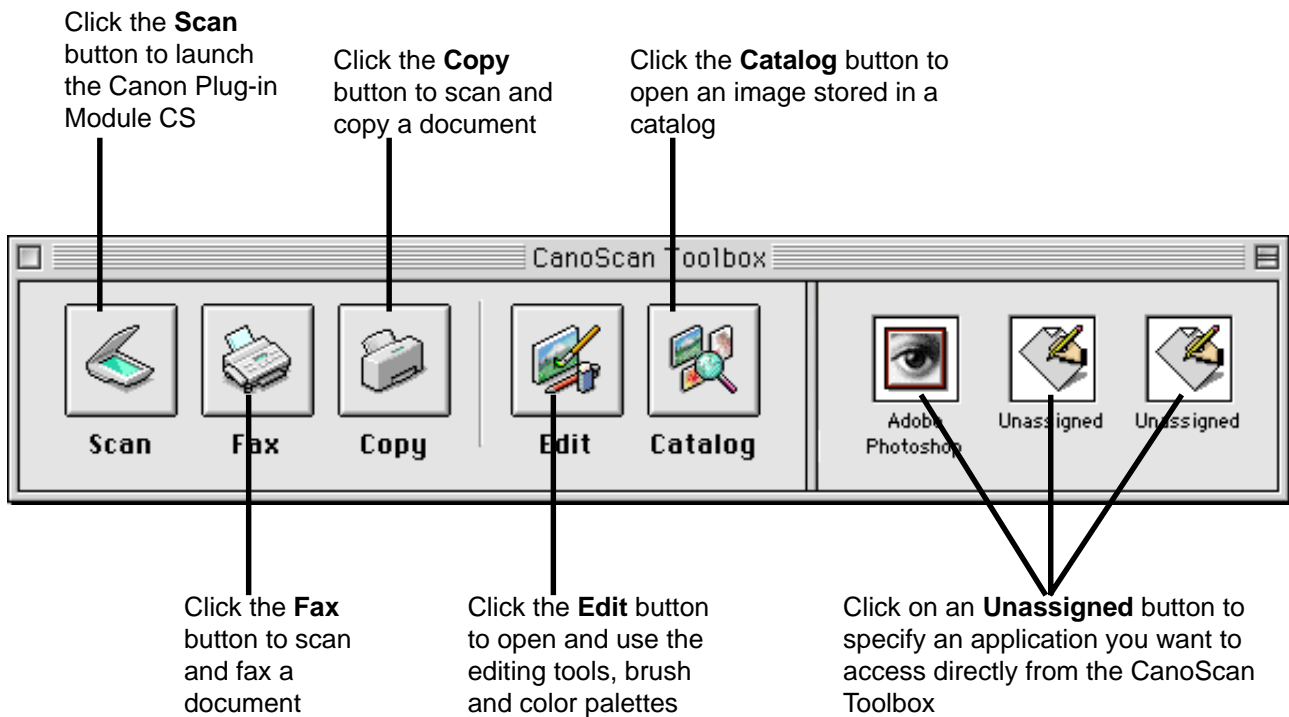 Click the Scan
button to launch
the Canon Plug-in
Module CS
Click the Copy
button to scan and
copy a document
Click the Catalog button to
open an image stored in a
catalog
CanoScan Toolbox
Scan
Fax
Copy
Edit
Catalog
Adobe
Photoshop
Unassigned
Unassigned
Click the Fax
button to scan
and fax a
document
Click the Edit button
to open and use the
editing tools, brush
and color palettes
Click on an Unassigned button to
specify an application you want to
access directly from the CanoScan
Toolbox